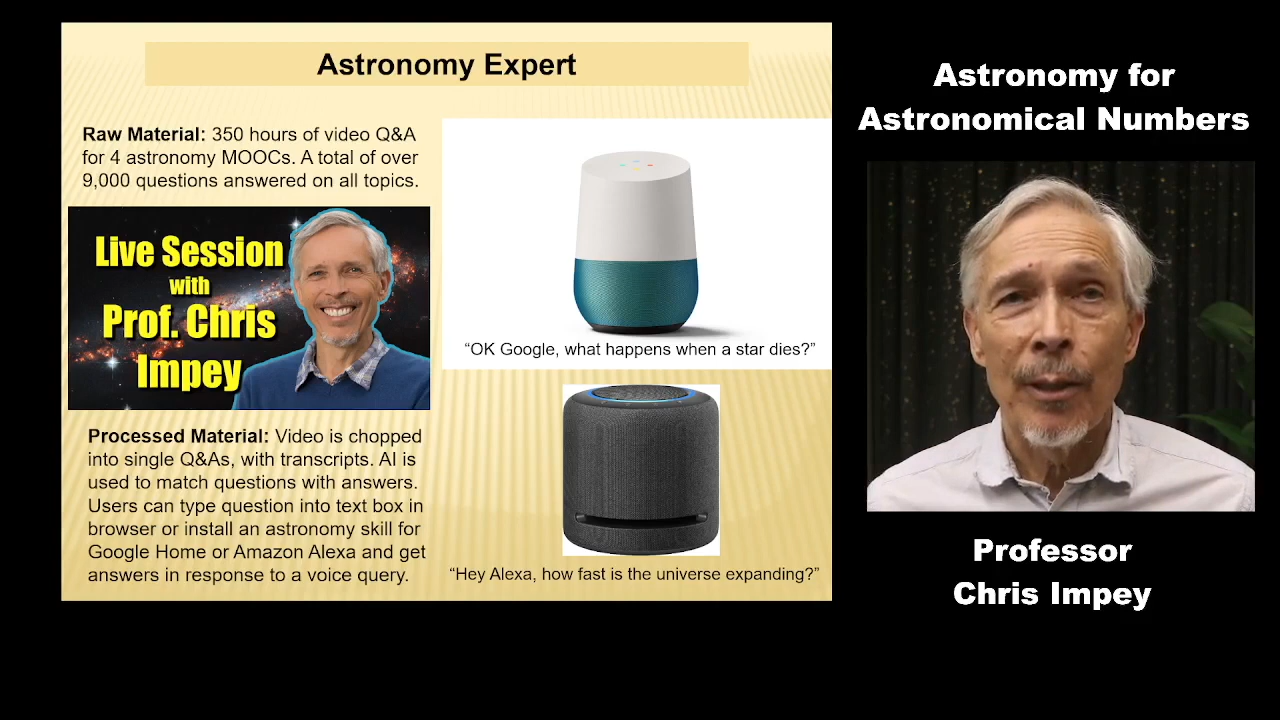 Astronomy Expert
Raw Material: 350 hours of video Q&A
for 4 astronomy MOOCs. A total of over
9,000 questions answered on all topics.
Live Session
with
Prof. Chris
Impey
Processed Material: Video is chopped
into single Q&As, with transcripts. AI is
used to match questions with answers.
Users can type question into text box in
browser or install an astronomy skill for
Google Home or Amazon Alexa and get
answers in response to a voice query.
“OK Google, what happens when a star dies?”
“Hey Alexa, how fast is the universe expanding?”
Astronomy for
Astronomical Numbers
Professor
Chris Impey